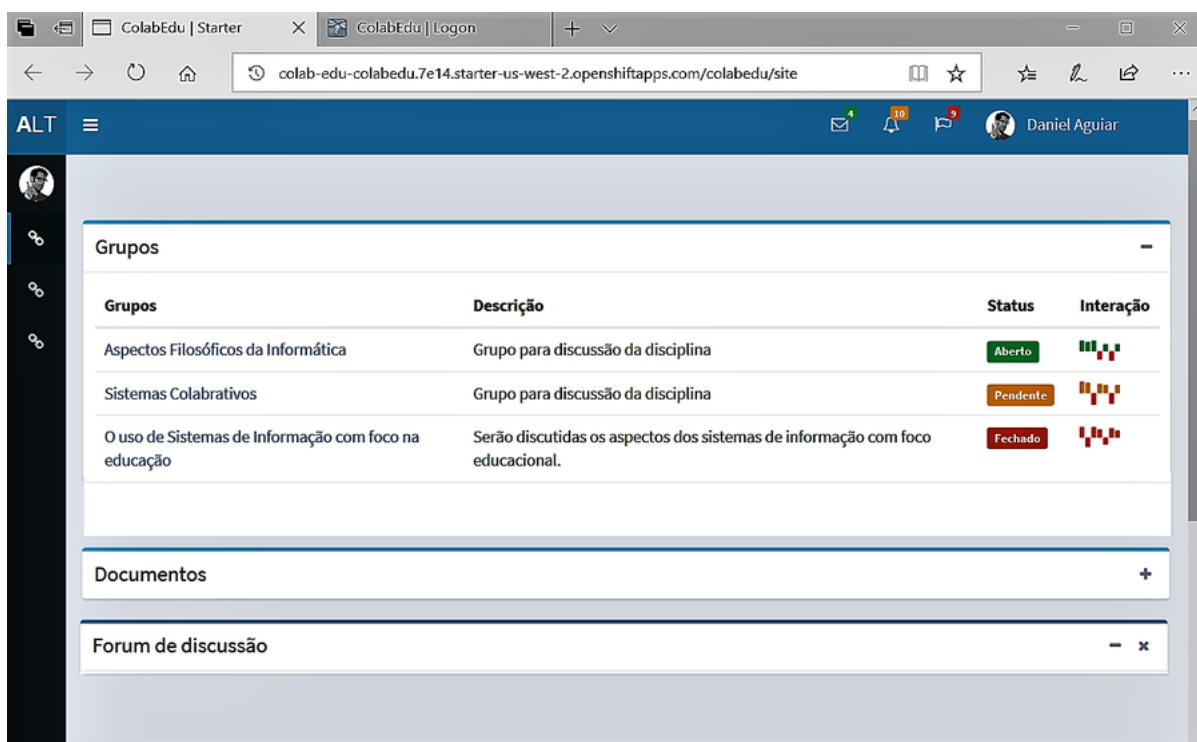 ColabEdu | Starter
ColabEdu | Logon
colab-edu-colabedu.7e14.starter-us-west-2.openshiftapps.com/colabedu/site
ALT
4
10
9
Daniel Aguiar
Grupos
Grupos Descrição Status Interação
Aspectos Filosóficos da Informática Grupo para discussão da disciplina Aberto
Sistemas Colabrativos Grupo para discussão da disciplina Pendente
O uso de Sistemas de Informação com foco na
educação
Serão discutidas os aspectos dos sistemas de informação com foco
educacional.
Fechado
Documentos
Forum de discussão